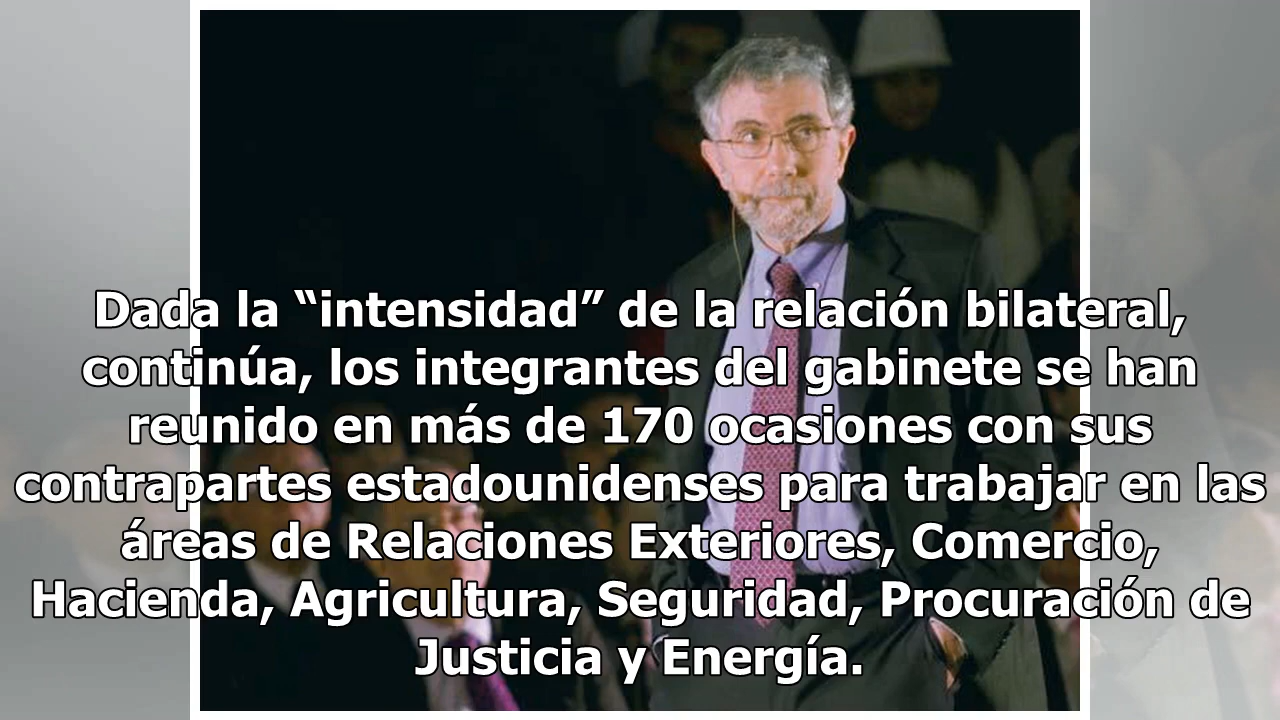 Dada la “intensidad” de la relación bilateral,
continúa, los integrantes del gabinete se han
reunido en más de 170 ocasiones con sus
contrapartes estadounidenses para trabajar en las
áreas de Relaciones Exteriores, Comercio,
Hacienda, Agricultura, Seguridad, Procuración de
Justicia y Energía.